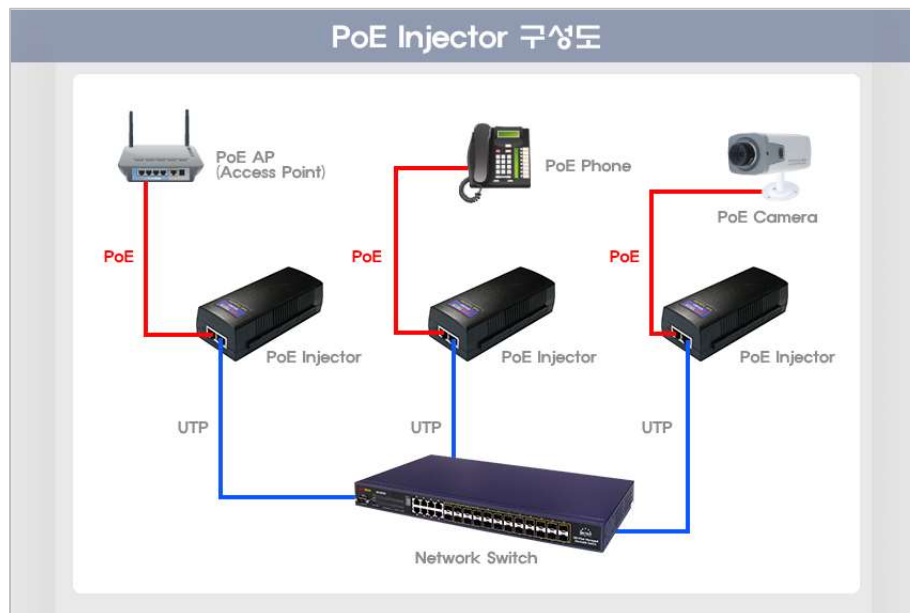 PoE Injector 구성도
PoE AP
(Access Point)
PoE Phone
PoE Camera
PoE
PoE
PoE
PoE Injector
PoE Injector
PoE Injector
UTP
UTP
UTP
Network Switch